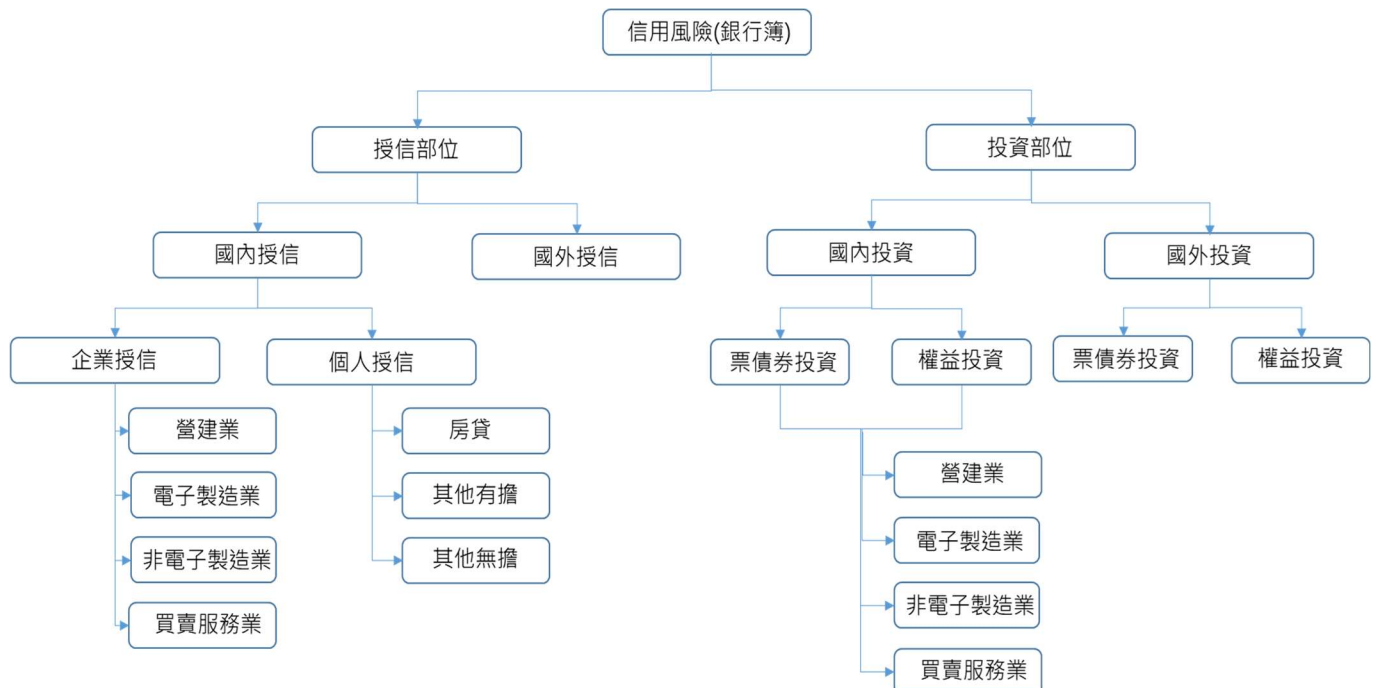 信用風險(銀行簿)
授信部位
投資部位
國內授信
國外授信
國內投資
國外投資
企業授信
個人授信
票債券投資
權益投資
票債券投資
權益投資
營建業
電子製造業
非電子製造業
買賣服務業
房貸
其他有擔
其他無擔
營建業
電子製造業
非電子製造業
買賣服務業